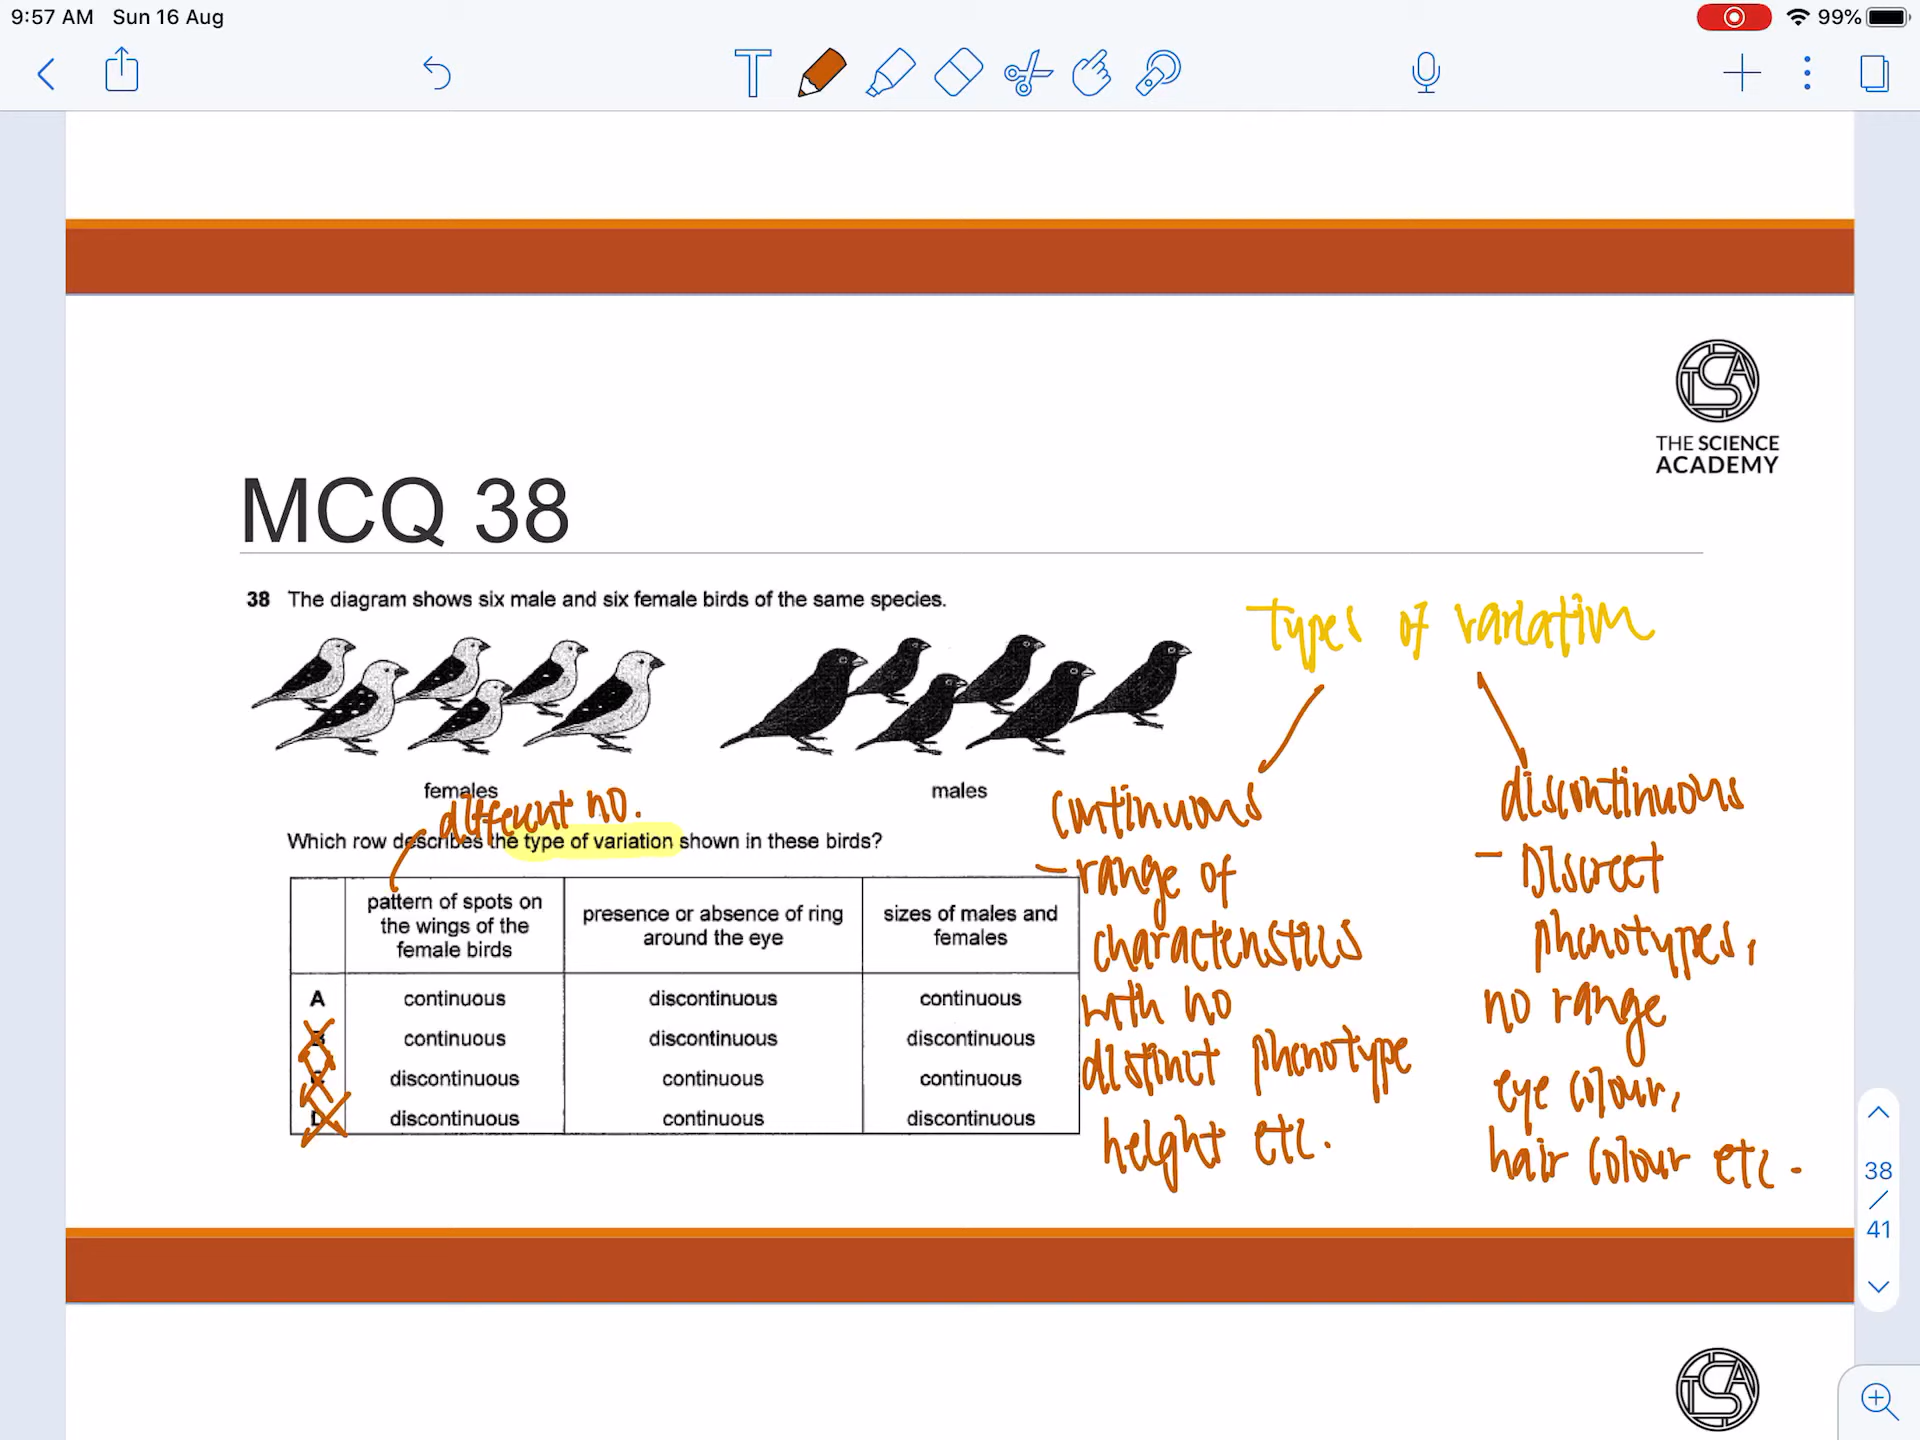 9:57 AM Sun 16 Aug
99%
THE SCIENCE
ACADEMY
MCQ 38
38 The diagram shows six male and six female birds of the same species.
females
males
different no.
Which row describes the type of variation shown in these birds?
pattern of spots on
the wings of the
female birds
presence or absence of ring
around the eye
sizes of males and
females
A continuous discontinuous continuous
B continuous discontinuous discontinuous
C discontinuous continuous continuous
D discontinuous continuous discontinuous
Types of variation
continuous
- range of
characteristics
with no
distinct phenotype
height etc.
discontinuous
- Discreet
phenotypes,
no range
eye colour,
hair colour etc.
38
/
41